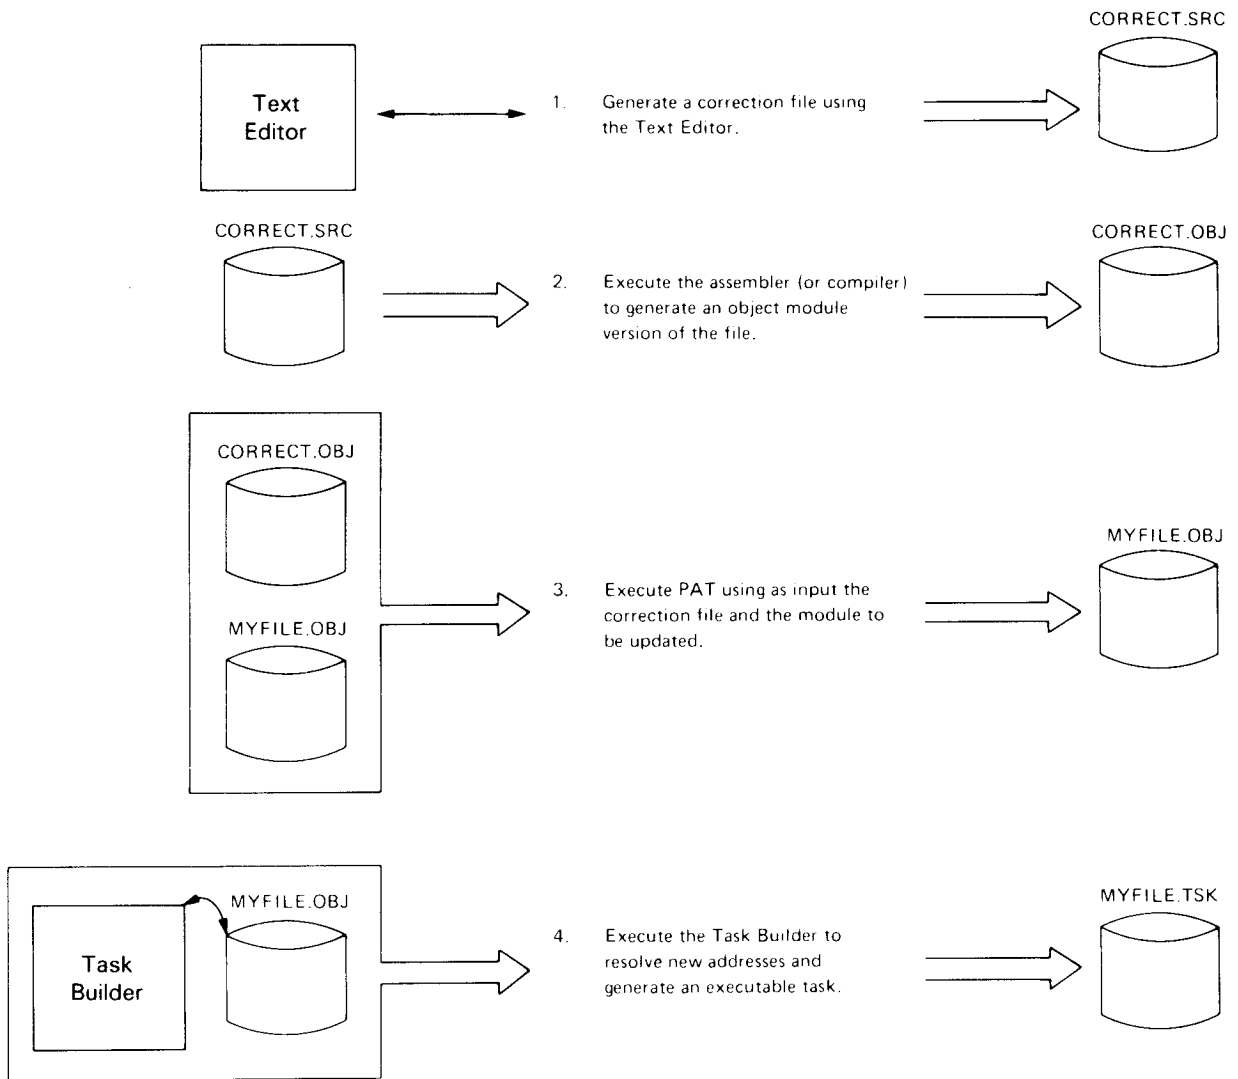 CORRECT.SRC
Text
Editor
1. Generate a correction file using
the Text Editor.
CORRECT.SRC
CORRECT.OBJ
2. Execute the assembler (or compiler)
to generate an object module
version of the file.
CORRECT.OBJ
MYFILE.OBJ
3. Execute PAT using as input the
correction file and the module to
be updated.
MYFILE.OBJ
MYFILE.OBJ
Task
Builder
4. Execute the Task Builder to
resolve new addresses and
generate an executable task.
MYFILE.TSK